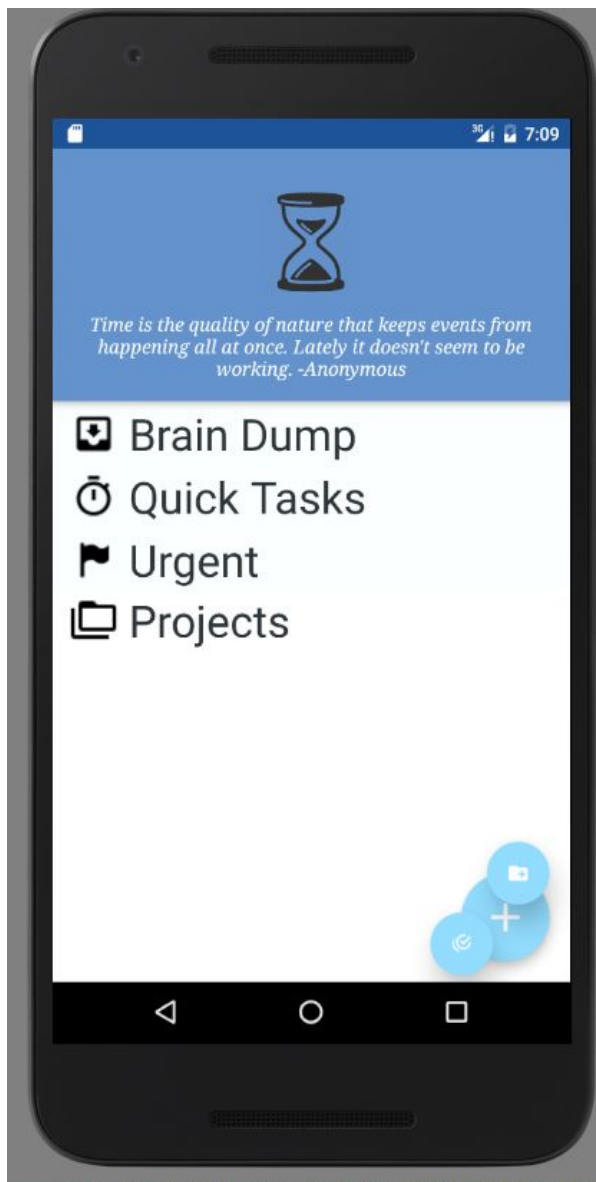 3G 7:09
Time is the quality of nature that keeps events from
happening all at once. Lately it doesn't seem to be
working. -Anonymous
Brain Dump
Quick Tasks
Urgent
Projects